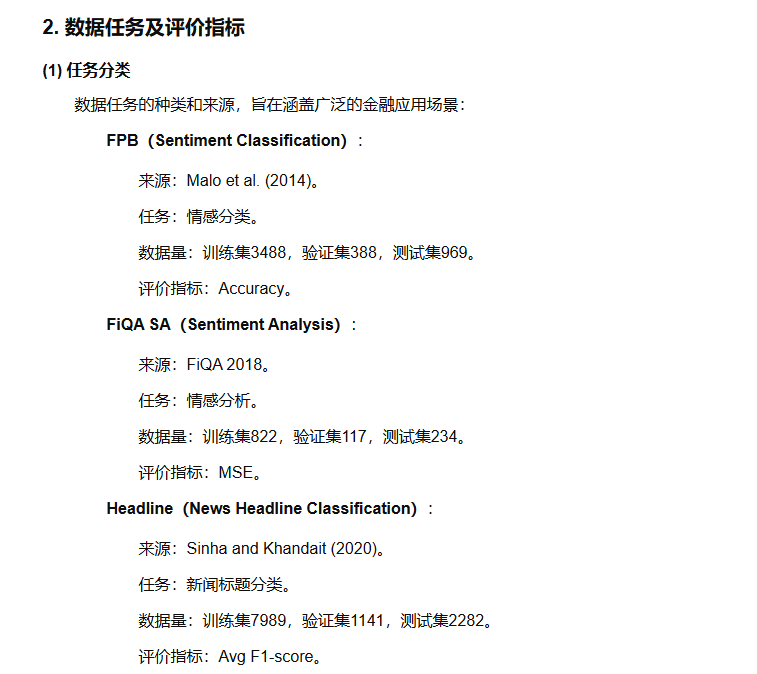 2. 数据任务及评价指标
(1) 任务分类
数据任务的种类和来源，旨在涵盖广泛的金融应用场景：
FPB（Sentiment Classification）：
来源：Malo et al. (2014)。
任务：情感分类。
数据量：训练集3488，验证集388，测试集969。
评价指标：Accuracy。
FiQA SA（Sentiment Analysis）：
来源：FiQA 2018。
任务：情感分析。
数据量：训练集822，验证集117，测试集234。
评价指标：MSE。
Headline（News Headline Classification）：
来源：Sinha and Khandait (2020)。
任务：新闻标题分类。
数据量：训练集7989，验证集1141，测试集2282。
评价指标：Avg F1-score。